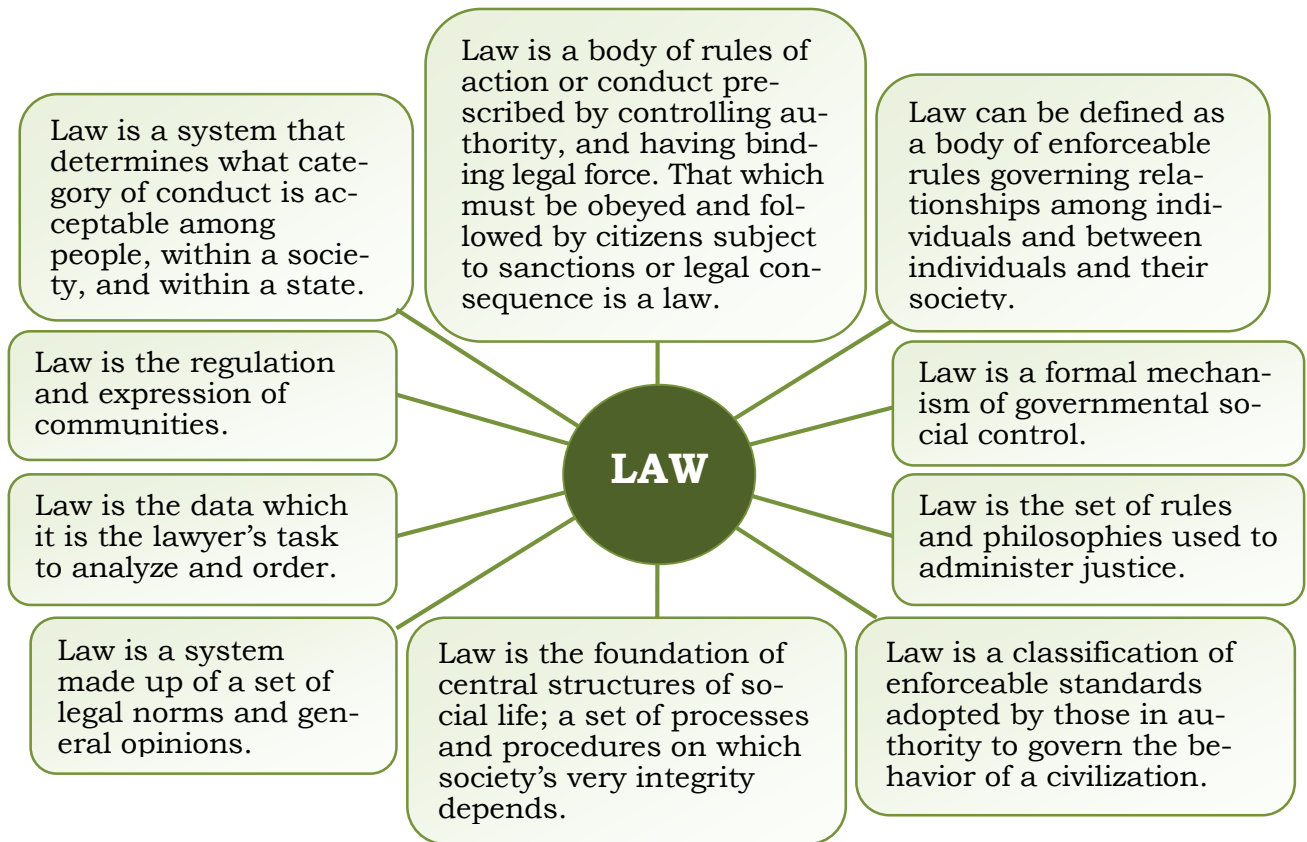 Law is a body of rules of
action or conduct pre-
scribed by controlling au-
thority, and having bind-
ing legal force. That which
must be obeyed and fol-
lowed by citizens subject
to sanctions or legal con-
sequence is a law.
Law is a system that
determines what cate-
gory of conduct is ac-
ceptable among
people, within a socie-
ty, and within a state.
Law can be defined as
a body of enforceable
rules governing rela-
tionships among indi-
viduals and between
individuals and their
society.
Law is the regulation
and expression of
communities.
Law is a formal mechan-
ism of governmental so-
cial control.
LAW
Law is the data which
it is the lawyer’s task
to analyze and order.
Law is the set of rules
and philosophies used to
administer justice.
Law is a system
made up of a set of
legal norms and gen-
eral opinions.
Law is the foundation of
central structures of so-
cial life; a set of processes
and procedures on which
society’s very integrity
depends.
Law is a classification of
enforceable standards
adopted by those in au-
thority to govern the be-
havior of a civilization.